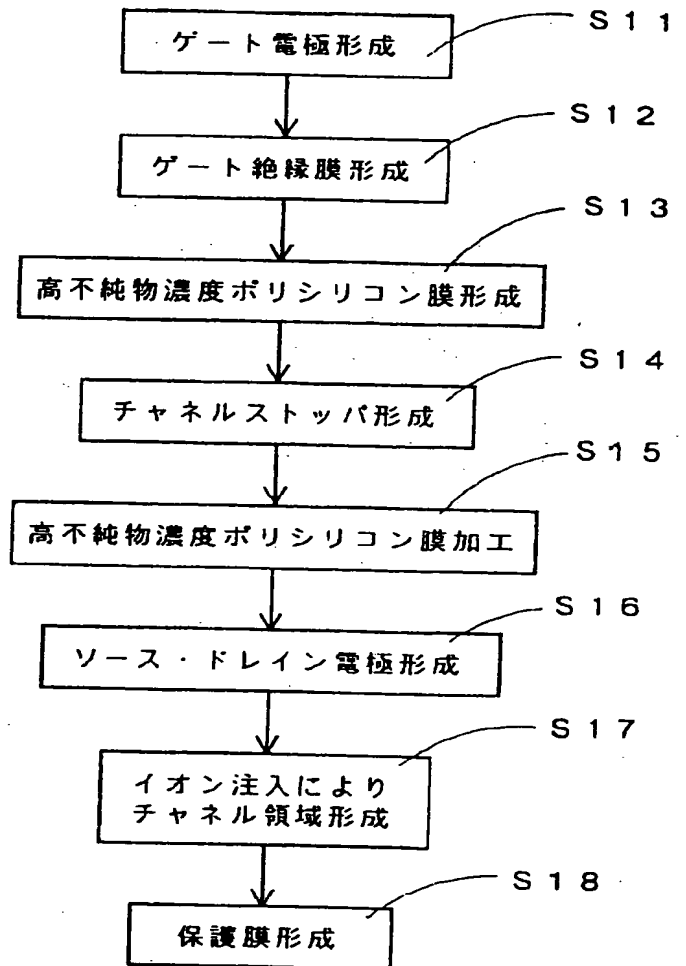 S11
ゲート電極形成
S12
ゲート絶縁膜形成
S13
高不純物濃度ポリシリコン膜形成
S14
チャネルストッパ形成
S15
高不純物濃度ポリシリコン膜加工
S16
ソース・ドレイン電極形成
S17
イオン注入により
チャネル領域形成
S18
保護膜形成